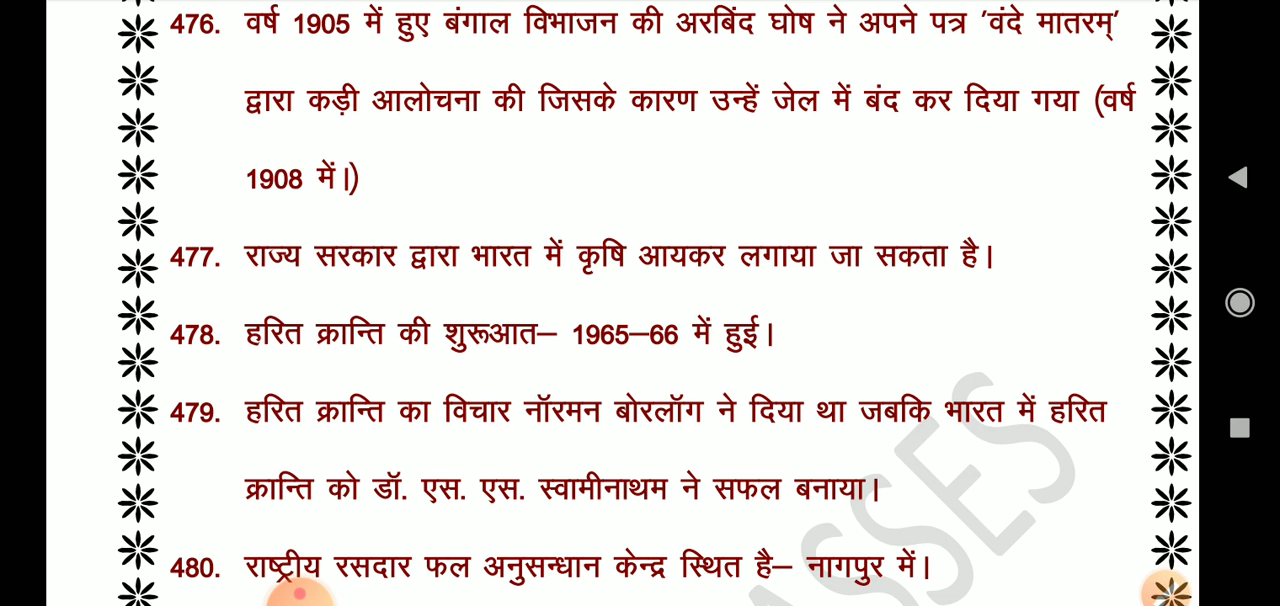 476. वर्ष 1905 में हुए बंगाल विभाजन की अरबिंद घोष ने अपने पत्र 'वंदे मातरम्'
द्वारा कड़ी आलोचना की जिसके कारण उन्हें जेल में बंद कर दिया गया (वर्ष
1908 में।)
477. राज्य सरकार द्वारा भारत में कृषि आयकर लगाया जा सकता है।
478. हरित क्रान्ति की शुरूआत– 1965–66 में हुई।
479. हरित क्रान्ति का विचार नॉरमन बोरलॉग ने दिया था जबकि भारत में हरित
क्रान्ति को डॉ. एस. एस. स्वामीनाथम ने सफल बनाया।
480. राष्ट्रीय रसदार फल अनुसन्धान केन्द्र स्थित है– नागपुर में।